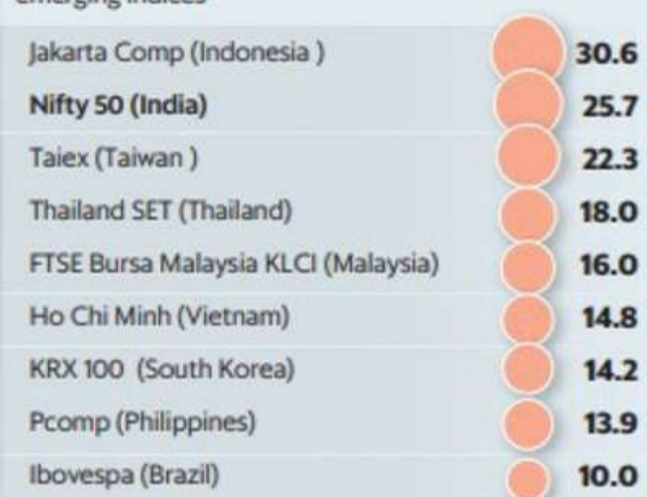 emerging indices
Jakarta Comp (Indonesia ) 30.6
Nifty 50 (India) 25.7
Taiex (Taiwan ) 22.3
Thailand SET (Thailand) 18.0
FTSE Bursa Malaysia KLCI (Malaysia) 16.0
Ho Chi Minh (Vietnam) 14.8
KRX 100 (South Korea) 14.2
Pcomp (Philippines) 13.9
Ibovespa (Brazil) 10.0